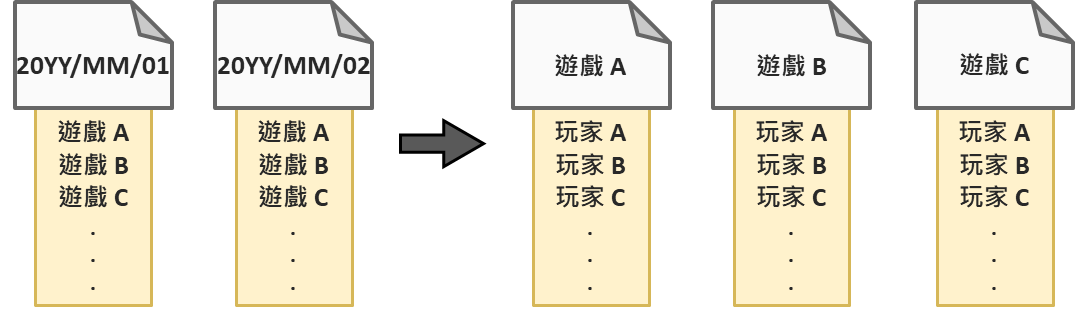 20YY/MM/01
遊戲 A
遊戲 B
遊戲 C
.
.
.
20YY/MM/02
遊戲 A
遊戲 B
遊戲 C
.
.
.
遊戲 A
玩家 A
玩家 B
玩家 C
.
.
.
遊戲 B
玩家 A
玩家 B
玩家 C
.
.
.
遊戲 C
玩家 A
玩家 B
玩家 C
.
.
.